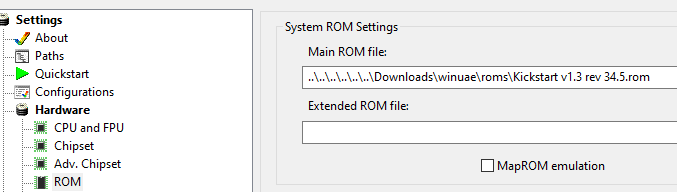 Settings
About
Paths
Quickstart
Configurations
Hardware
CPU and FPU
Chipset
Adv. Chipset
ROM
System ROM Settings
Main ROM file:
..\..\..\..\..\..\Downloads\winuae\roms\Kickstart v1.3 rev 34.5.rom
Extended ROM file:
MapROM emulation